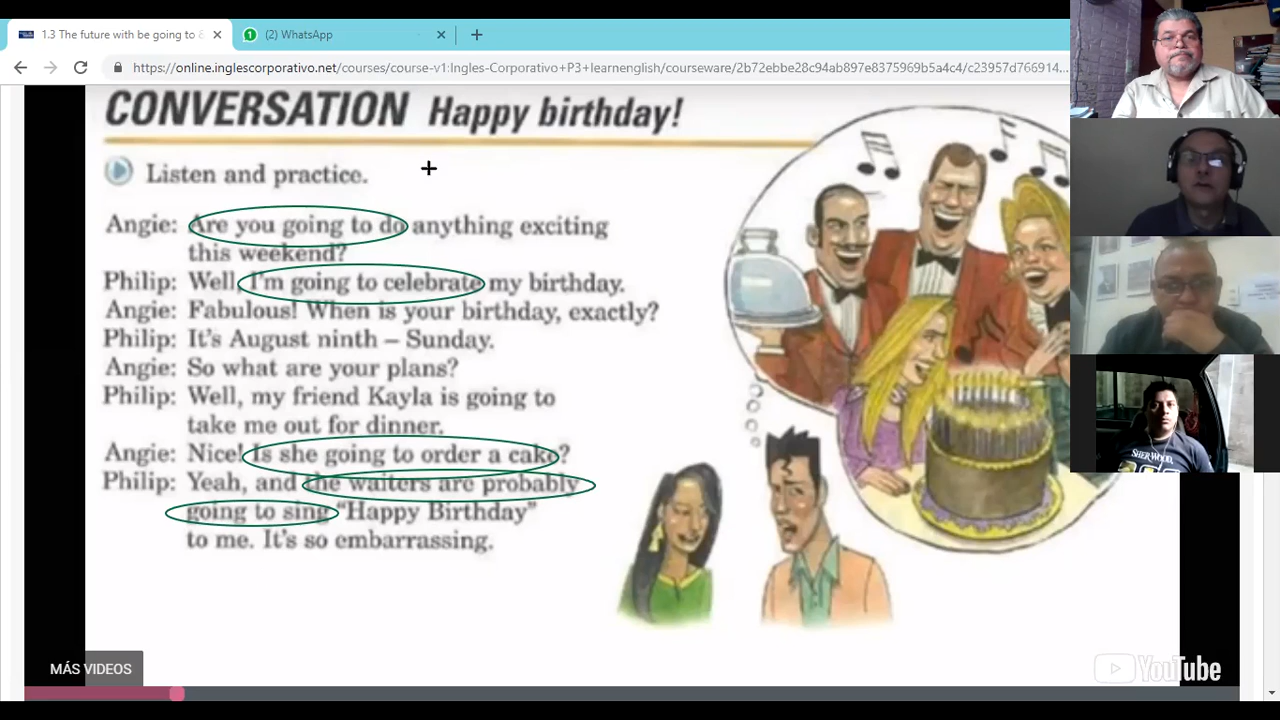 1.3 The future with be going to &
(2) WhatsApp
https://online.inglescorporativo.net/courses/course-v1:Ingles-Corporativo+P3+learnenglish/courseware/2b72ebbe28c94ab897e8375969b5a4c4/c23957d766914...
CONVERSATION Happy birthday!
Listen and practice.
Angie: Are you going to do anything exciting
this weekend?
Philip: Well, I'm going to celebrate my birthday.
Angie: Fabulous! When is your birthday, exactly?
Philip: It's August ninth – Sunday.
Angie: So what are your plans?
Philip: Well, my friend Kayla is going to
take me out for dinner.
Angie: Nice! Is she going to order a cake?
Philip: Yeah, and the waiters are probably
going to sing "Happy Birthday"
to me. It's so embarrassing.
MÁS VIDEOS
YouTube
SHERWOOD